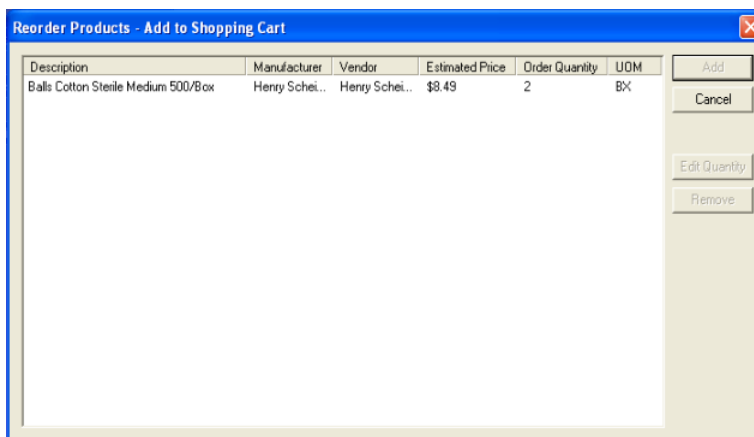 Reorder Products - Add to Shopping Cart
Description Manufacturer Vendor Estimated Price Order Quantity UOM
Balls Cotton Sterile Medium 500/Box Henry Schei... Henry Schei... $8.49 2 BX
Add
Cancel
Edit Quantity
Remove